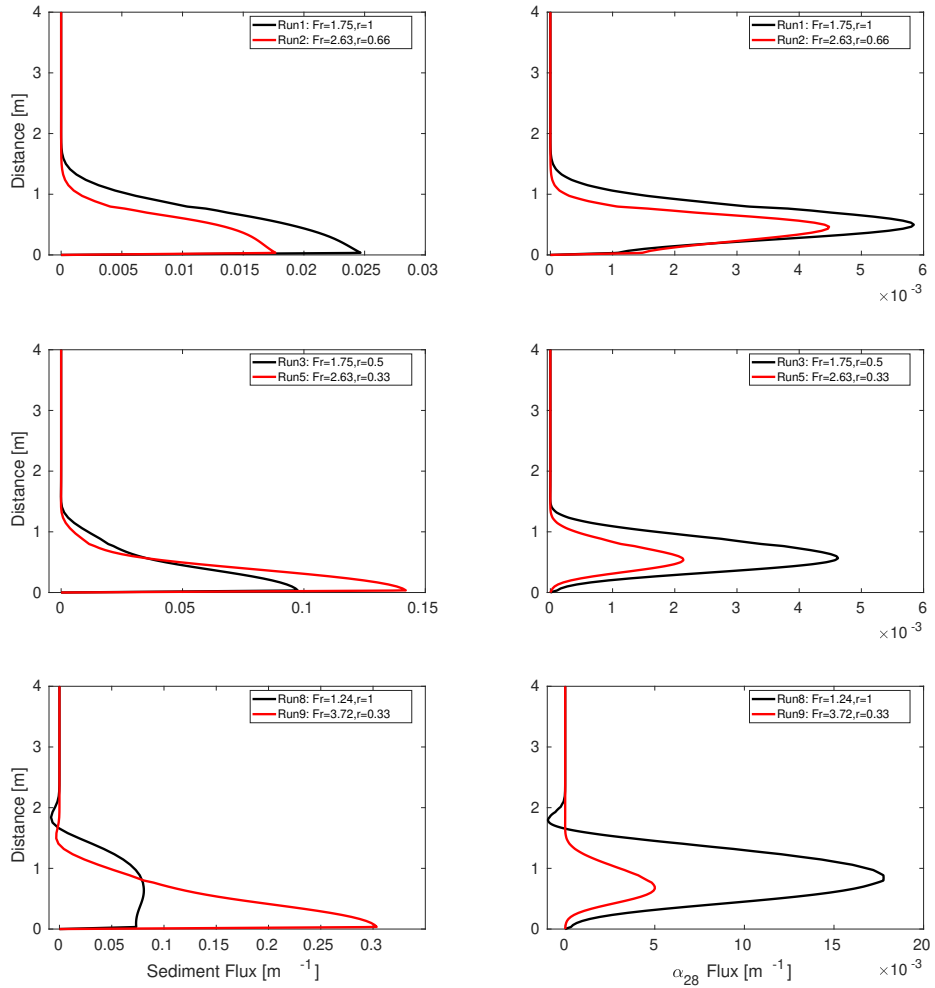 Run1: Fr=1.75,r=1
Run2: Fr=2.63,r=0.66
Distance [m]
4
3
2
1
0
0 0.005 0.01 0.015 0.02 0.025 0.03
Run1: Fr=1.75,r=1
Run2: Fr=2.63,r=0.66
4
3
2
1
0
0 1 2 3 4 5 6
×10 -3
Run3: Fr=1.75,r=0.5
Run5: Fr=2.63,r=0.33
Distance [m]
4
3
2
1
0
0 0.05 0.1 0.15
Run3: Fr=1.75,r=0.5
Run5: Fr=2.63,r=0.33
4
3
2
1
0
0 1 2 3 4 5 6
×10 -3
Run8: Fr=1.24,r=1
Run9: Fr=3.72,r=0.33
Distance [m]
4
3
2
1
0
0 0.05 0.1 0.15 0.2 0.25 0.3
Sediment Flux [m -1]
Run8: Fr=1.24,r=1
Run9: Fr=3.72,r=0.33
4
3
2
1
0
0 5 10 15 20
×10 -3
α28 Flux [m -1]